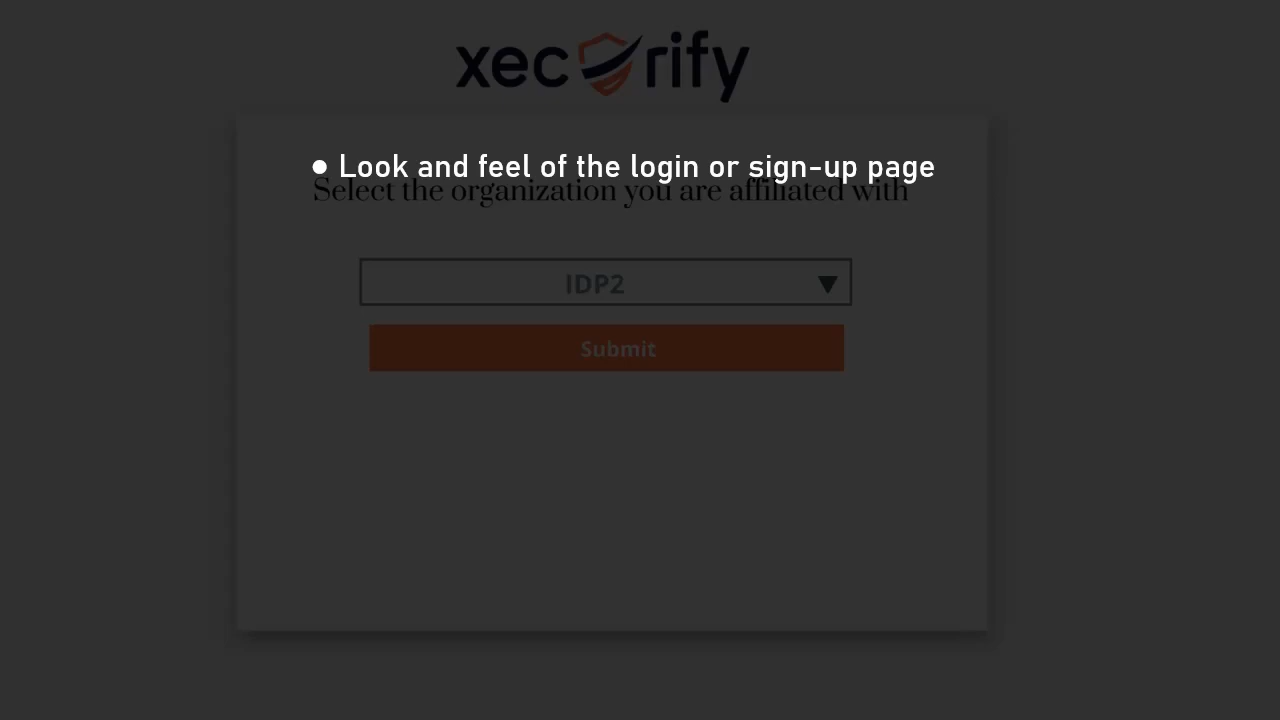 xecurify
● Look and feel of the login or sign-up page
Select the organization you are affiliated with
IDP2
Submit